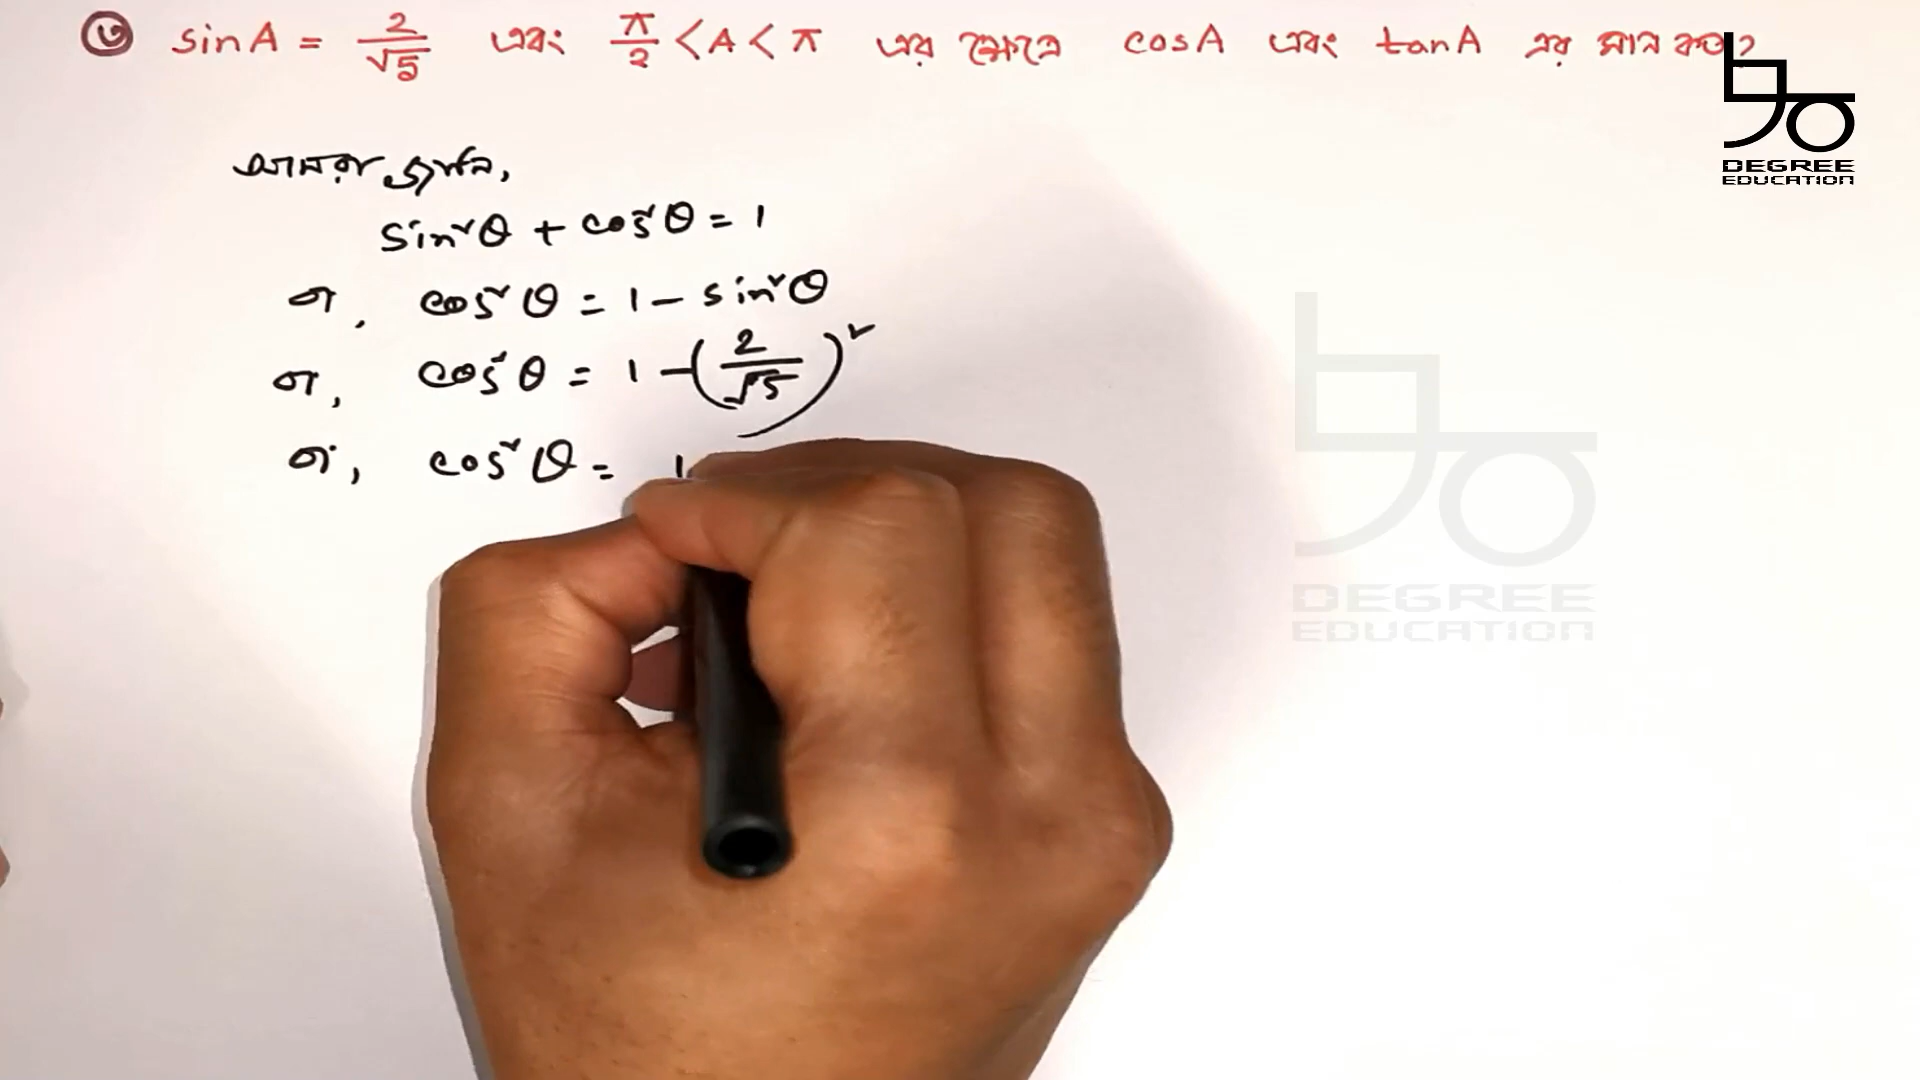 ৩ sinA = 2/√5 এবং π/2 < A < π এর ক্ষেত্রে cosA এবং tanA এর মান কত?
DEGREE
EDUCATION
আমরা জানি,
sin²θ + cos²θ = 1
বা, cos²θ = 1 - sin²θ
বা, cos²θ = 1 - (2/√5)²
বা, cos²θ = 1
DEGREE
EDUCATION